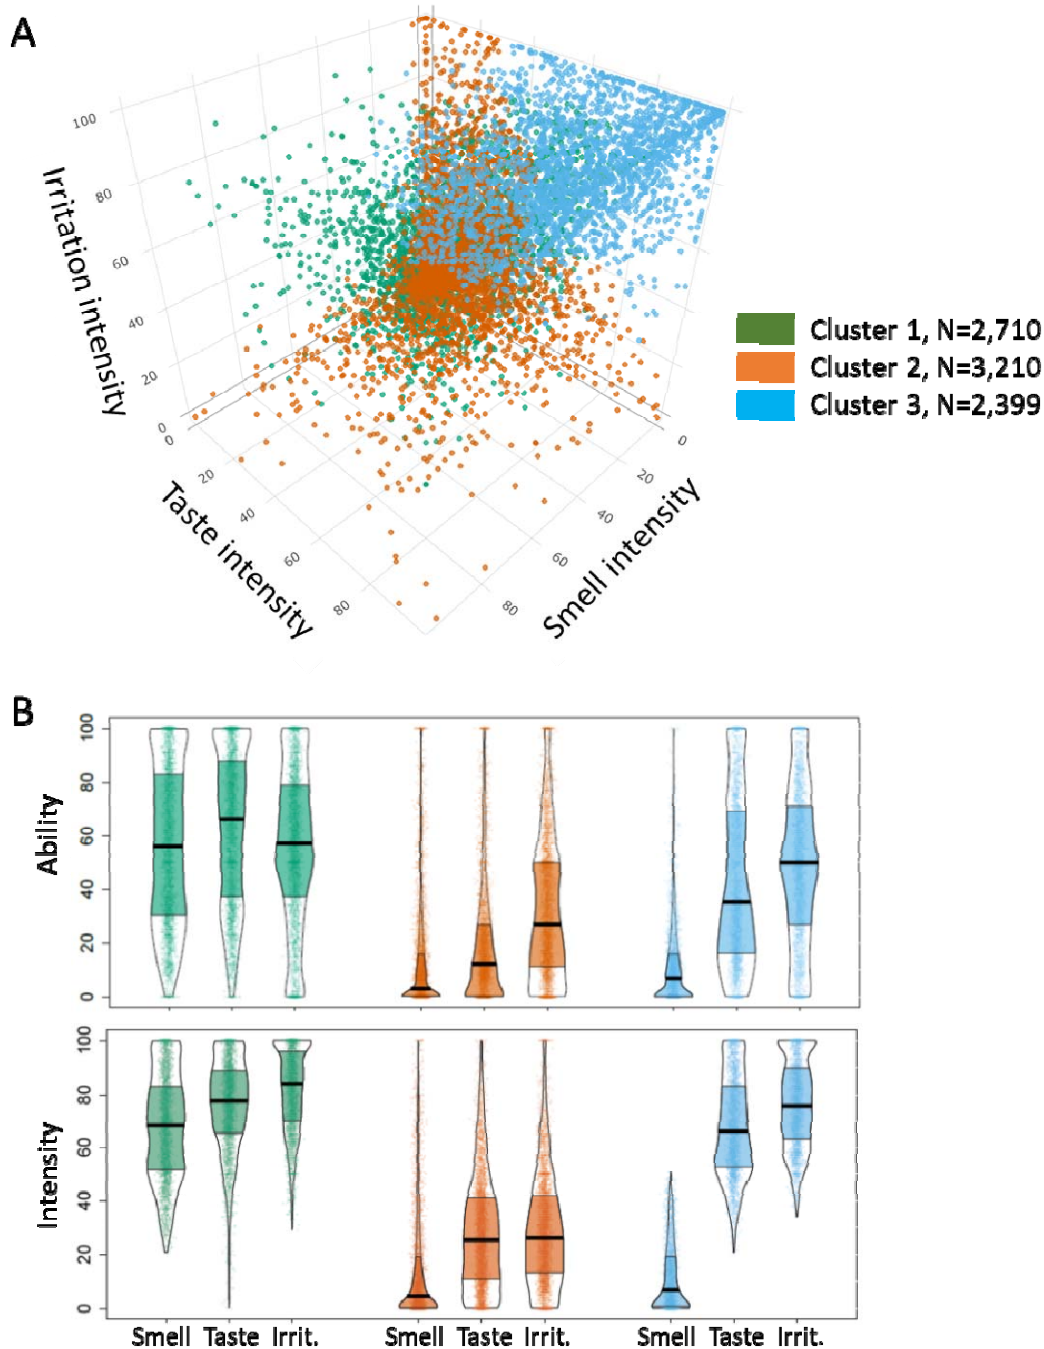 A
100
80
60
40
20
0
Irritation intensity
0
20
40
60
80
Taste intensity
0
20
40
60
80
Smell intensity
Cluster 1, N=2,710
Cluster 2, N=3,210
Cluster 3, N=2,399
B
Ability
100
80
60
40
20
0
Intensity
100
80
60
40
20
0
Smell Taste Irrit. Smell Taste Irrit. Smell Taste Irrit.